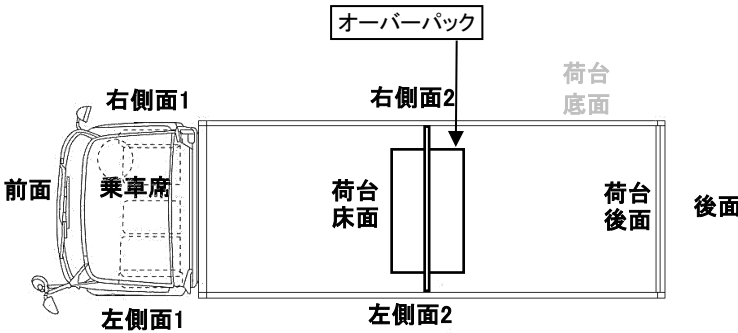 オーバーパック
荷台
底面
右側面1
右側面2
前面
乗車席
荷台
床面
荷台
後面
後面
左側面1
左側面2